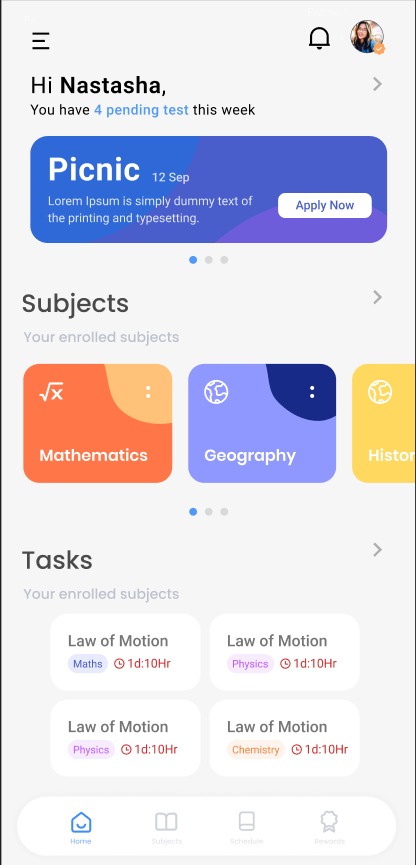 Hi Nastasha,
You have 4 pending test this week
Picnic 12 Sep
Lorem Ipsum is simply dummy text of
the printing and typesetting.
Apply Now
Subjects
Your enrolled subjects
Mathematics
Geography
Histor
Tasks
Your enrolled subjects
Law of Motion
Maths 1d:10Hr
Law of Motion
Physics 1d:10Hr
Law of Motion
Physics 1d:10Hr
Law of Motion
Chemistry 1d:10Hr
Home
Subjects
Schedule
Rewards